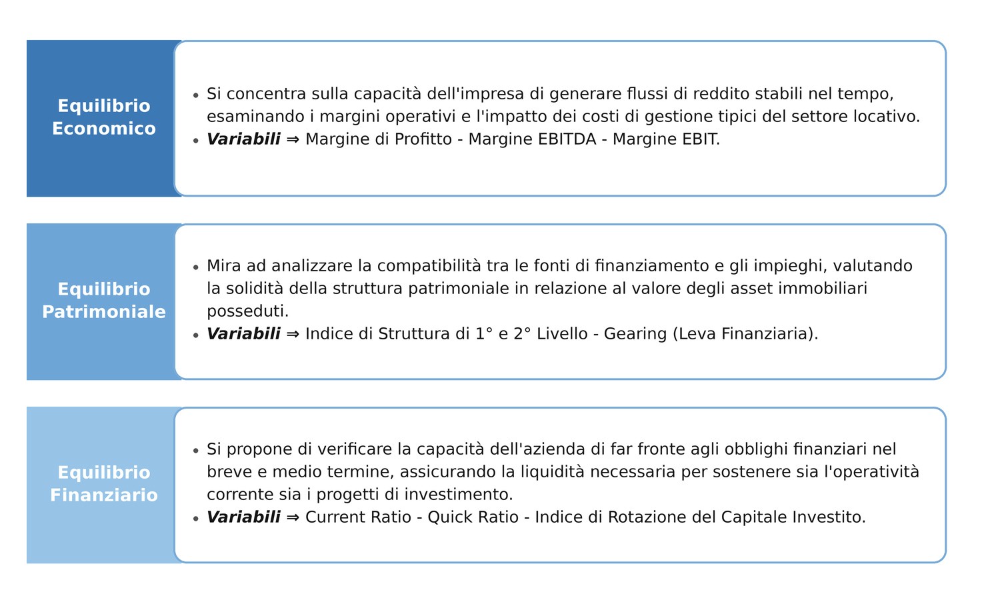 Equilibrio
Economico
• Si concentra sulla capacità dell'impresa di generare flussi di reddito stabili nel tempo,
esaminando i margini operativi e l'impatto dei costi di gestione tipici del settore locativo.
• Variabili ⇒ Margine di Profitto - Margine EBITDA - Margine EBIT.
Equilibrio
Patrimoniale
• Mira ad analizzare la compatibilità tra le fonti di finanziamento e gli impieghi, valutando
la solidità della struttura patrimoniale in relazione al valore degli asset immobiliari
posseduti.
• Variabili ⇒ Indice di Struttura di 1° e 2° Livello - Gearing (Leva Finanziaria).
Equilibrio
Finanziario
• Si propone di verificare la capacità dell'azienda di far fronte agli obblighi finanziari nel
breve e medio termine, assicurando la liquidità necessaria per sostenere sia l'operatività
corrente sia i progetti di investimento.
• Variabili ⇒ Current Ratio - Quick Ratio - Indice di Rotazione del Capitale Investito.